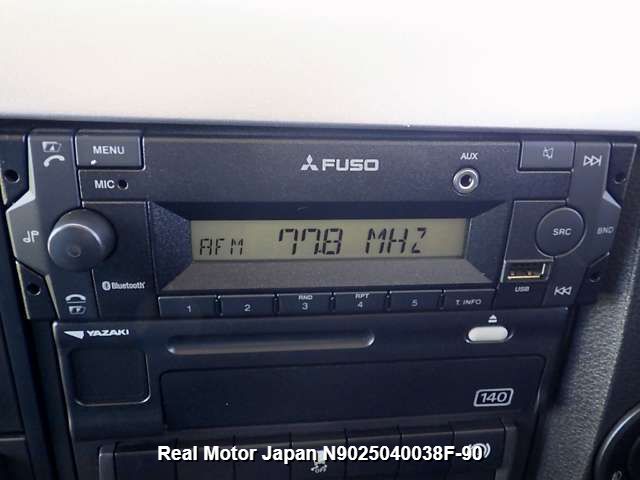 MENU
FUSO
AUX
MIC
AFM 77.8 MHZ
SRC
BND
Bluetooth
USB
RND
RPT
1 2 3 4 5 T. INFO
YAZAKI
140
Real Motor Japan N9025040038F-90